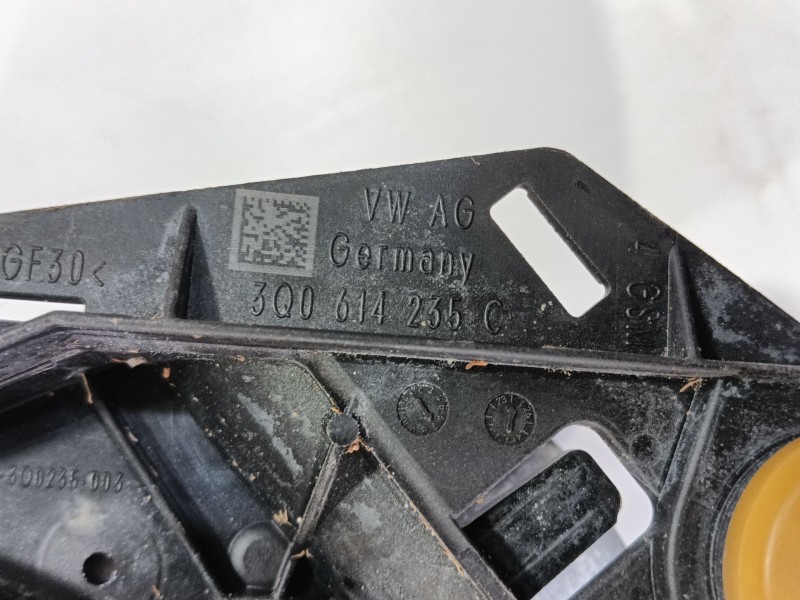 VW AG
Germany
3Q0 614 235 C
GF30<
-3Q0235-003